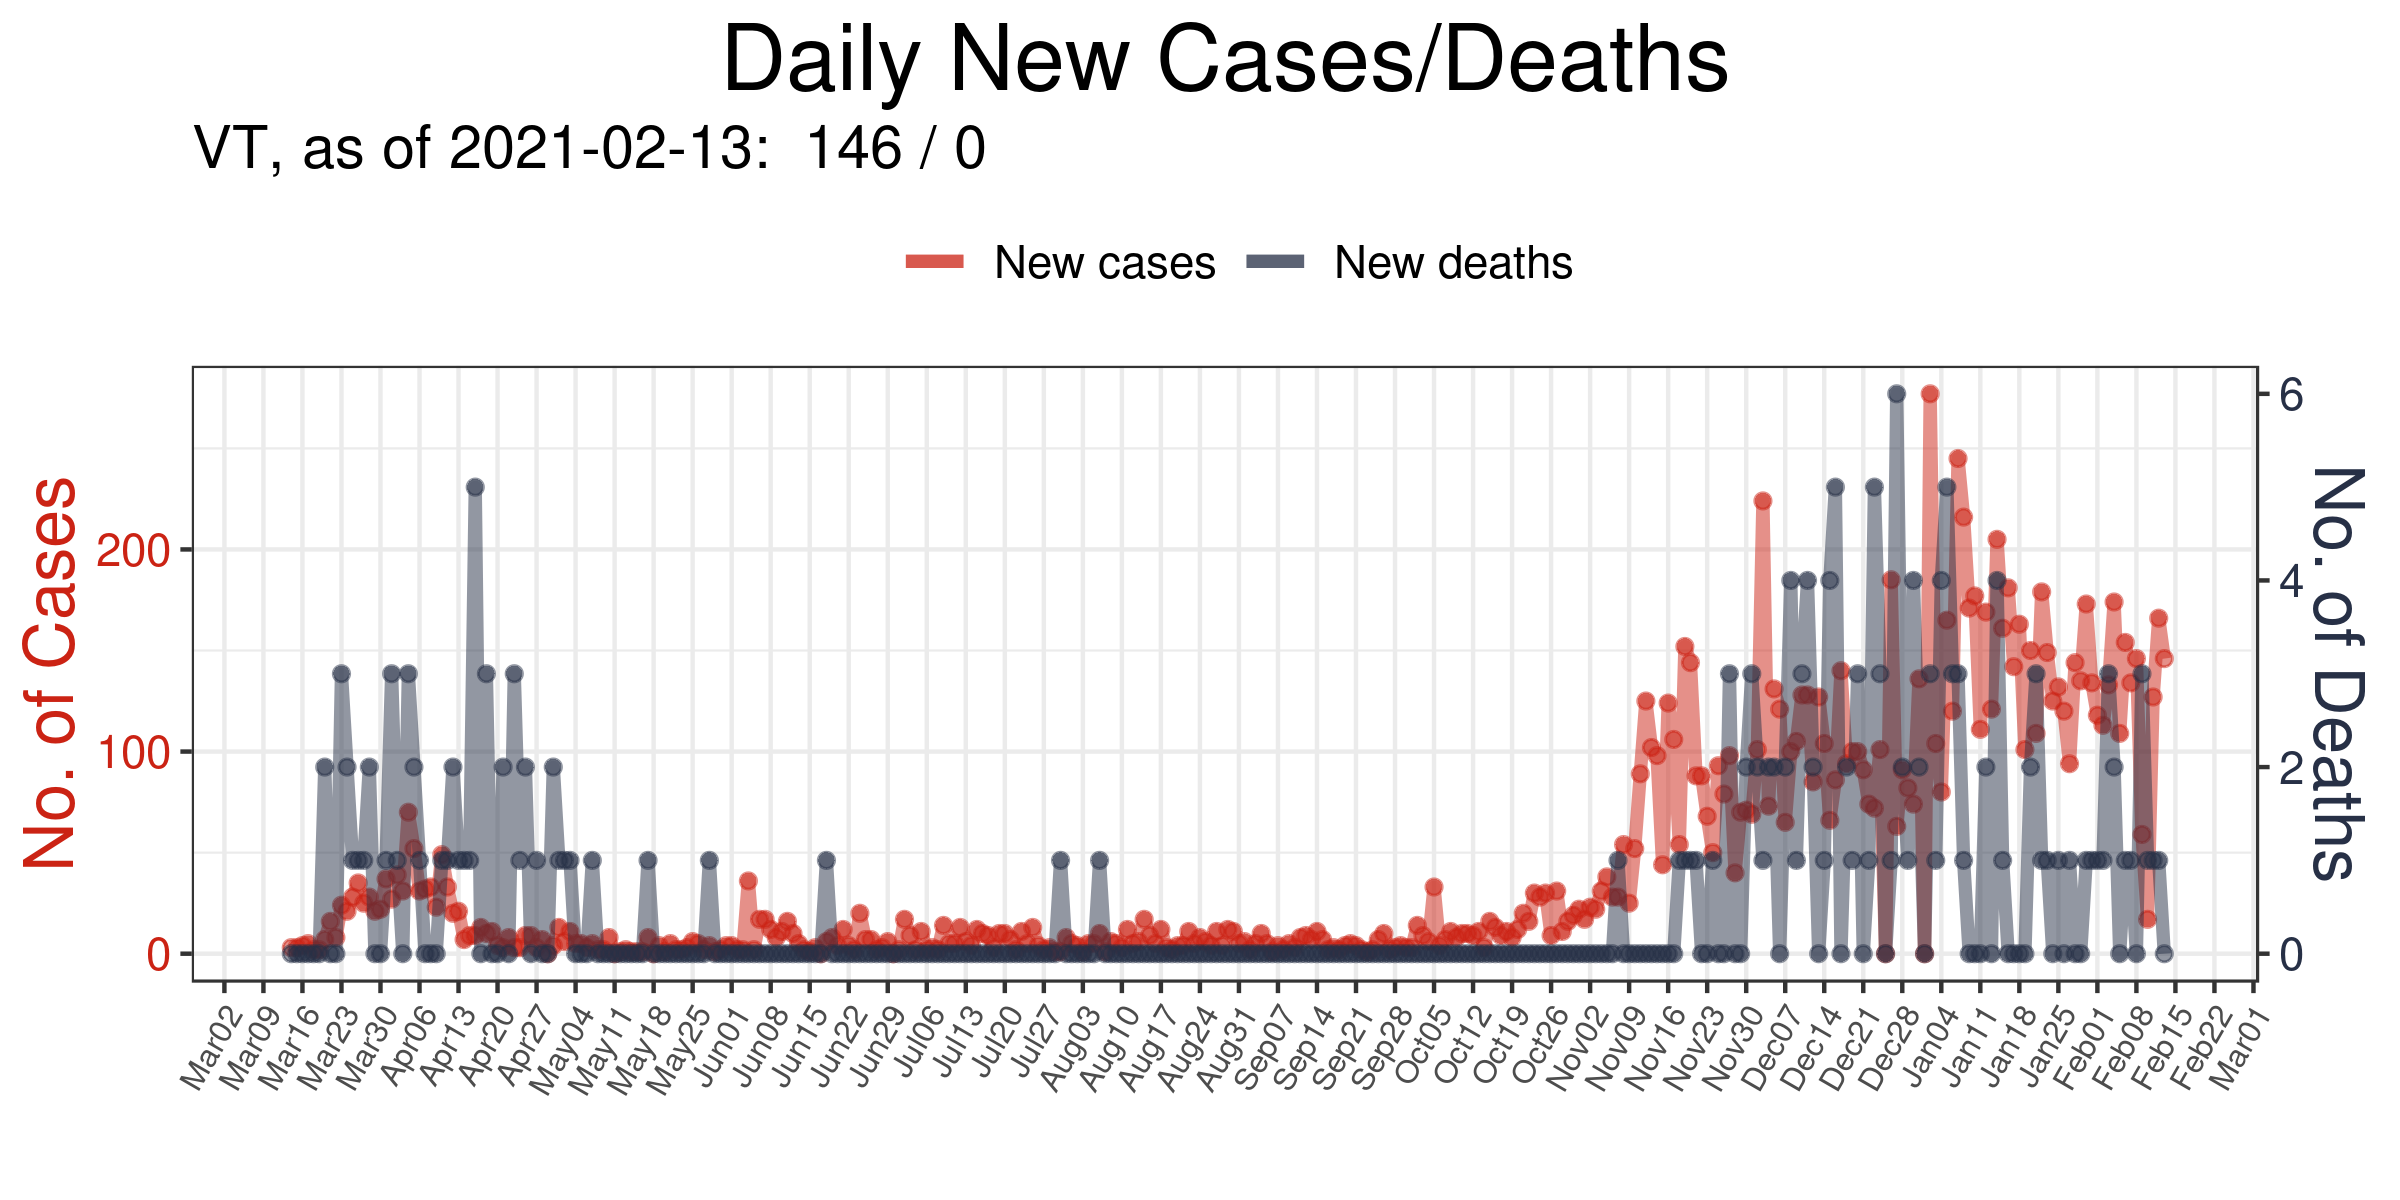 Daily New Cases/Deaths
VT, as of 2021-02-13:  146 / 0
New cases New deaths
No. of Cases
200
100
0
6
4
2
0
No. of Deaths
Mar02 Mar09 Mar16 Mar23 Mar30 Apr06 Apr13 Apr20 Apr27 May04 May11 May18 May25 Jun01 Jun08 Jun15 Jun22 Jun29 Jul06 Jul13 Jul20 Jul27 Aug03 Aug10 Aug17 Aug24 Aug31 Sep07 Sep14 Sep21 Sep28 Oct05 Oct12 Oct19 Oct26 Nov02 Nov09 Nov16 Nov23 Nov30 Dec07 Dec14 Dec21 Dec28 Jan04 Jan11 Jan18 Jan25 Feb01 Feb08 Feb15 Feb22 Mar01